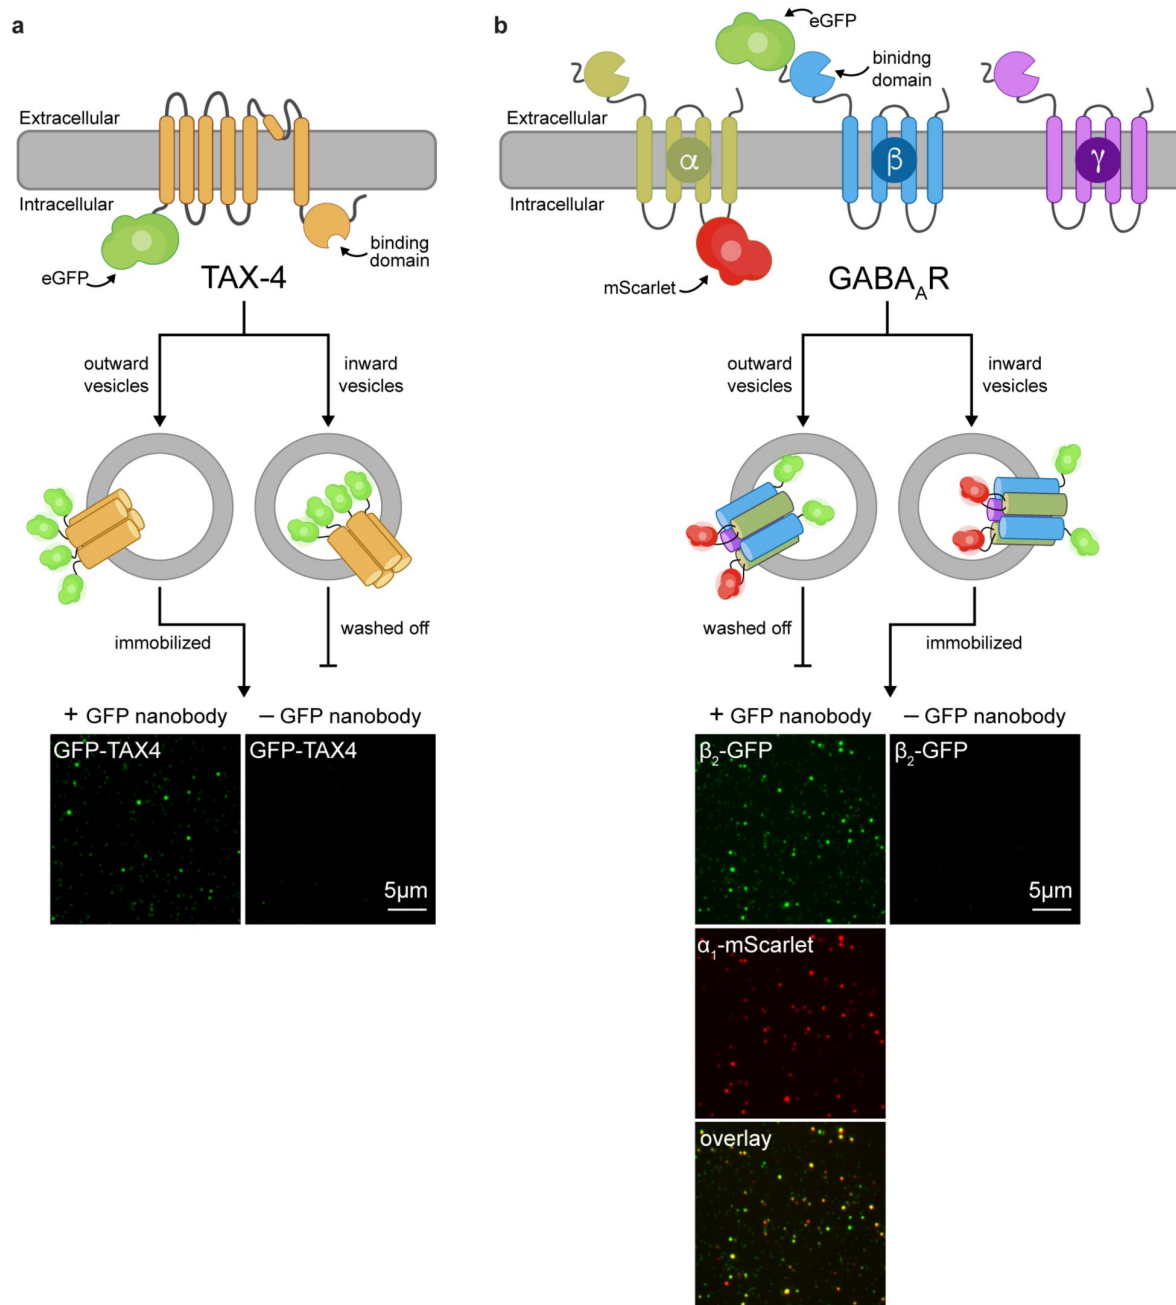 a
Extracellular
Intracellular
eGFP
binding
domain
TAX-4
outward
vesicles
inward
vesicles
immobilized
washed off
+ GFP nanobody
– GFP nanobody
GFP-TAX4
GFP-TAX4
5µm
b
eGFP
binidng
domain
Extracellular
Intracellular
α
β
γ
mScarlet
GABA_AR
outward
vesicles
inward
vesicles
washed off
immobilized
+ GFP nanobody
– GFP nanobody
β₂-GFP
β₂-GFP
5µm
α₁-mScarlet
overlay